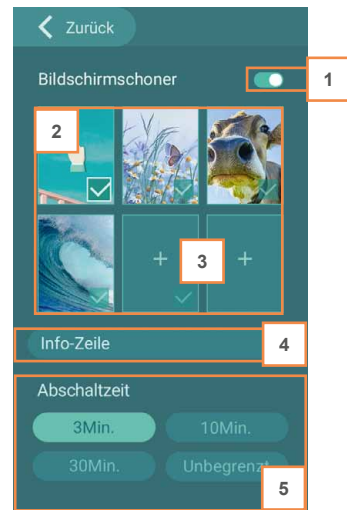 Zurück
Bildschirmschoner
1
2
3
Info-Zeile
4
Abschaltzeit
3Min. 10Min.
30Min. Unbegrenzt
5